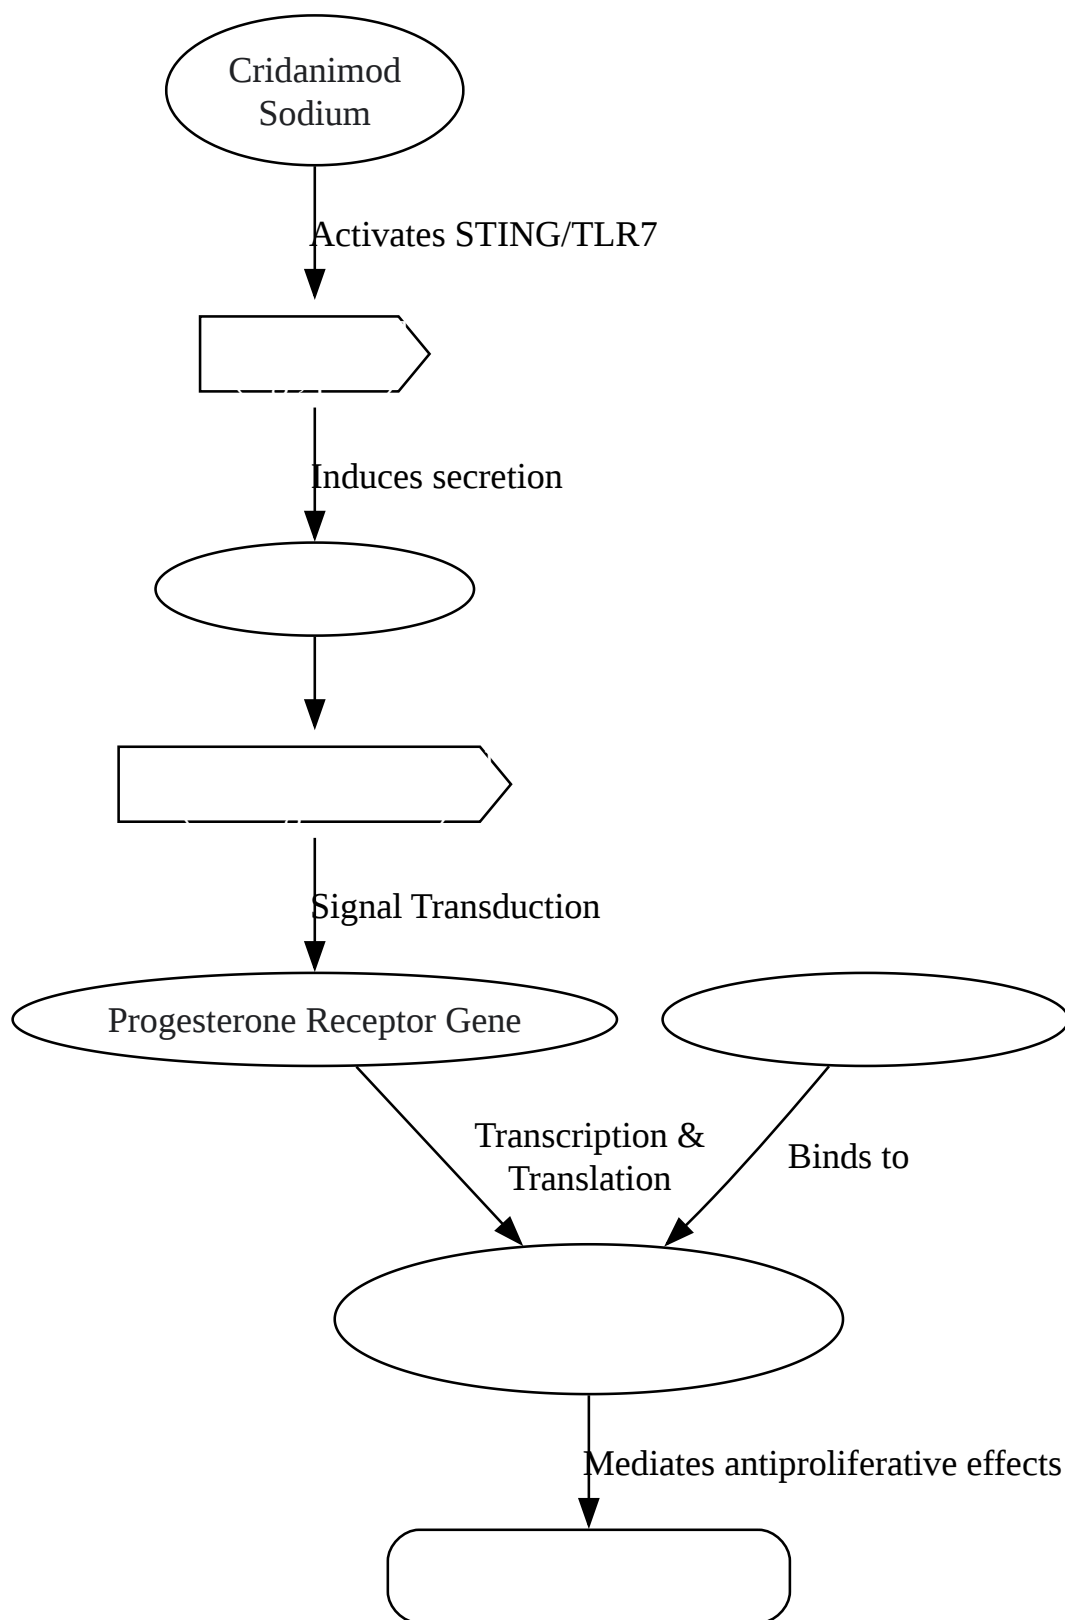 Cridanimod
Sodium
Activates STING/TLR7
Induces secretion
Signal Transduction
Progesterone Receptor Gene
Transcription &
Translation
Binds to
Mediates antiproliferative effects